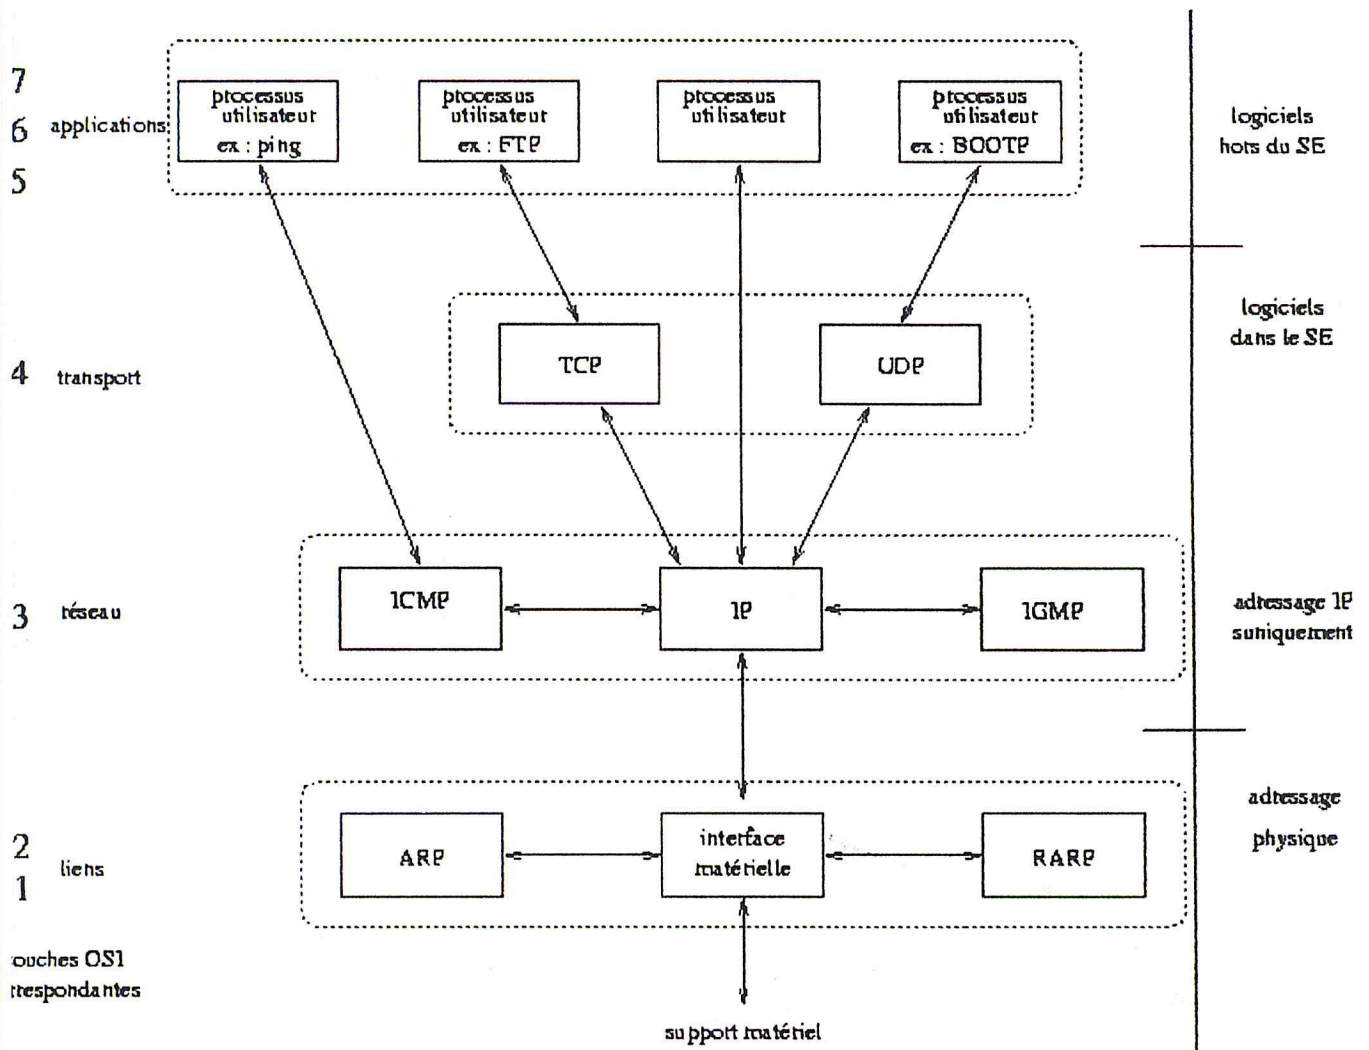 7
6
5
applications
processus
utilisateur
ex : ping
processus
utilisateur
ex : FTP
processus
utilisateur
processus
utilisateur
ex : BOOTP
logiciels
hors du SE
4
transport
TCP
UDP
logiciels
dans le SE
3
réseau
ICMP
IP
IGMP
adressage IP
suniquement
2
1
liens
ARP
interface
matérielle
RARP
adressage
physique
ouches OSI
rrespondantes
support matériel